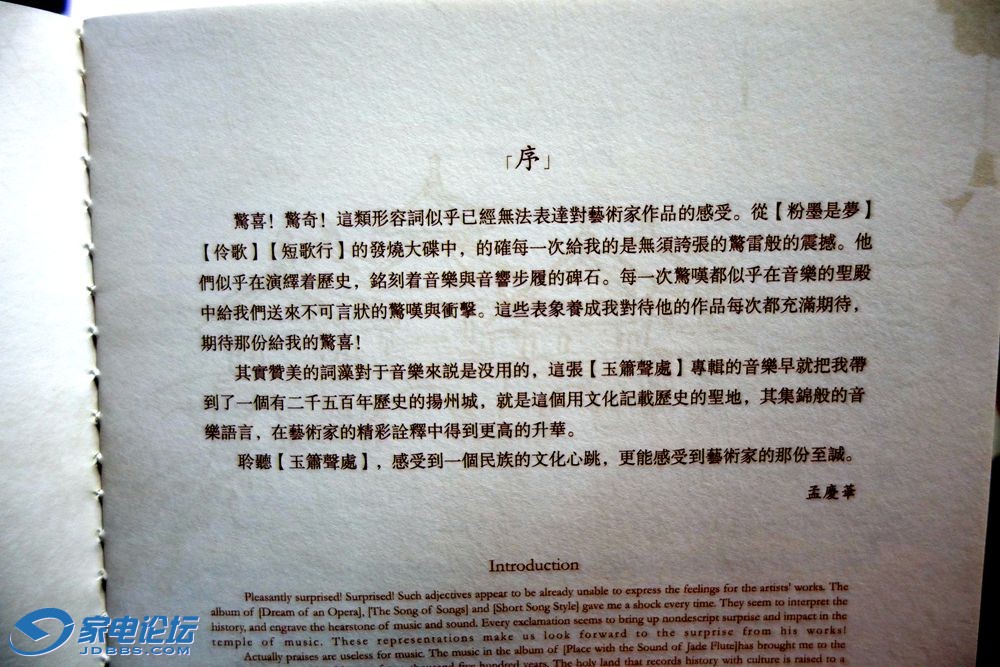 「序」
驚喜！驚奇！這類形容詞似乎已經無法表達對藝術家作品的感受。從【粉墨是夢】
【伶歌】【短歌行】的發燒大碟中，的確每一次給我的是無須誇張的驚雷般的震撼。他
們似乎在演繹着歷史，銘刻着音樂與音響步履的碑石。每一次驚嘆都似乎在音樂的聖殿
中給我們送來不可言狀的驚嘆與衝擊。這些表象養成我對待他的作品每次都充滿期待，
期待那份給我的驚喜！
其實贊美的詞藻對于音樂來説是没用的，這張【玉簫聲處】專輯的音樂早就把我帶
到了一個有二千五百年歷史的揚州城，就是這個用文化記載歷史的聖地，其集錦般的音
樂語言，在藝術家的精彩詮釋中得到更高的升華。
聆聽【玉簫聲處】，感受到一個民族的文化心跳，更能感受到藝術家的那份至誠。
孟慶華
Introduction
Pleasantly surprised! Surprised! Such adjectives appear to be already unable to express the feelings for the artists' works. The
album of [Dream of an Opera], [The Song of Songs] and [Short Song Style] gave me a shock every time. They seem to interpret the
history, and engrave the hearstone of music and sound. Every exclamation seems to bring up nondescript surprise and impact in the
temple of music. These representations make us look forward to the surprise from his works!
Actually praises are useless for music. The music in the album of [Place with the Sound of Jade Flute]has brought me to the
thousand five hundred years. The holy land that records history with culture is raised to a
家电论坛
JDBBS.COM